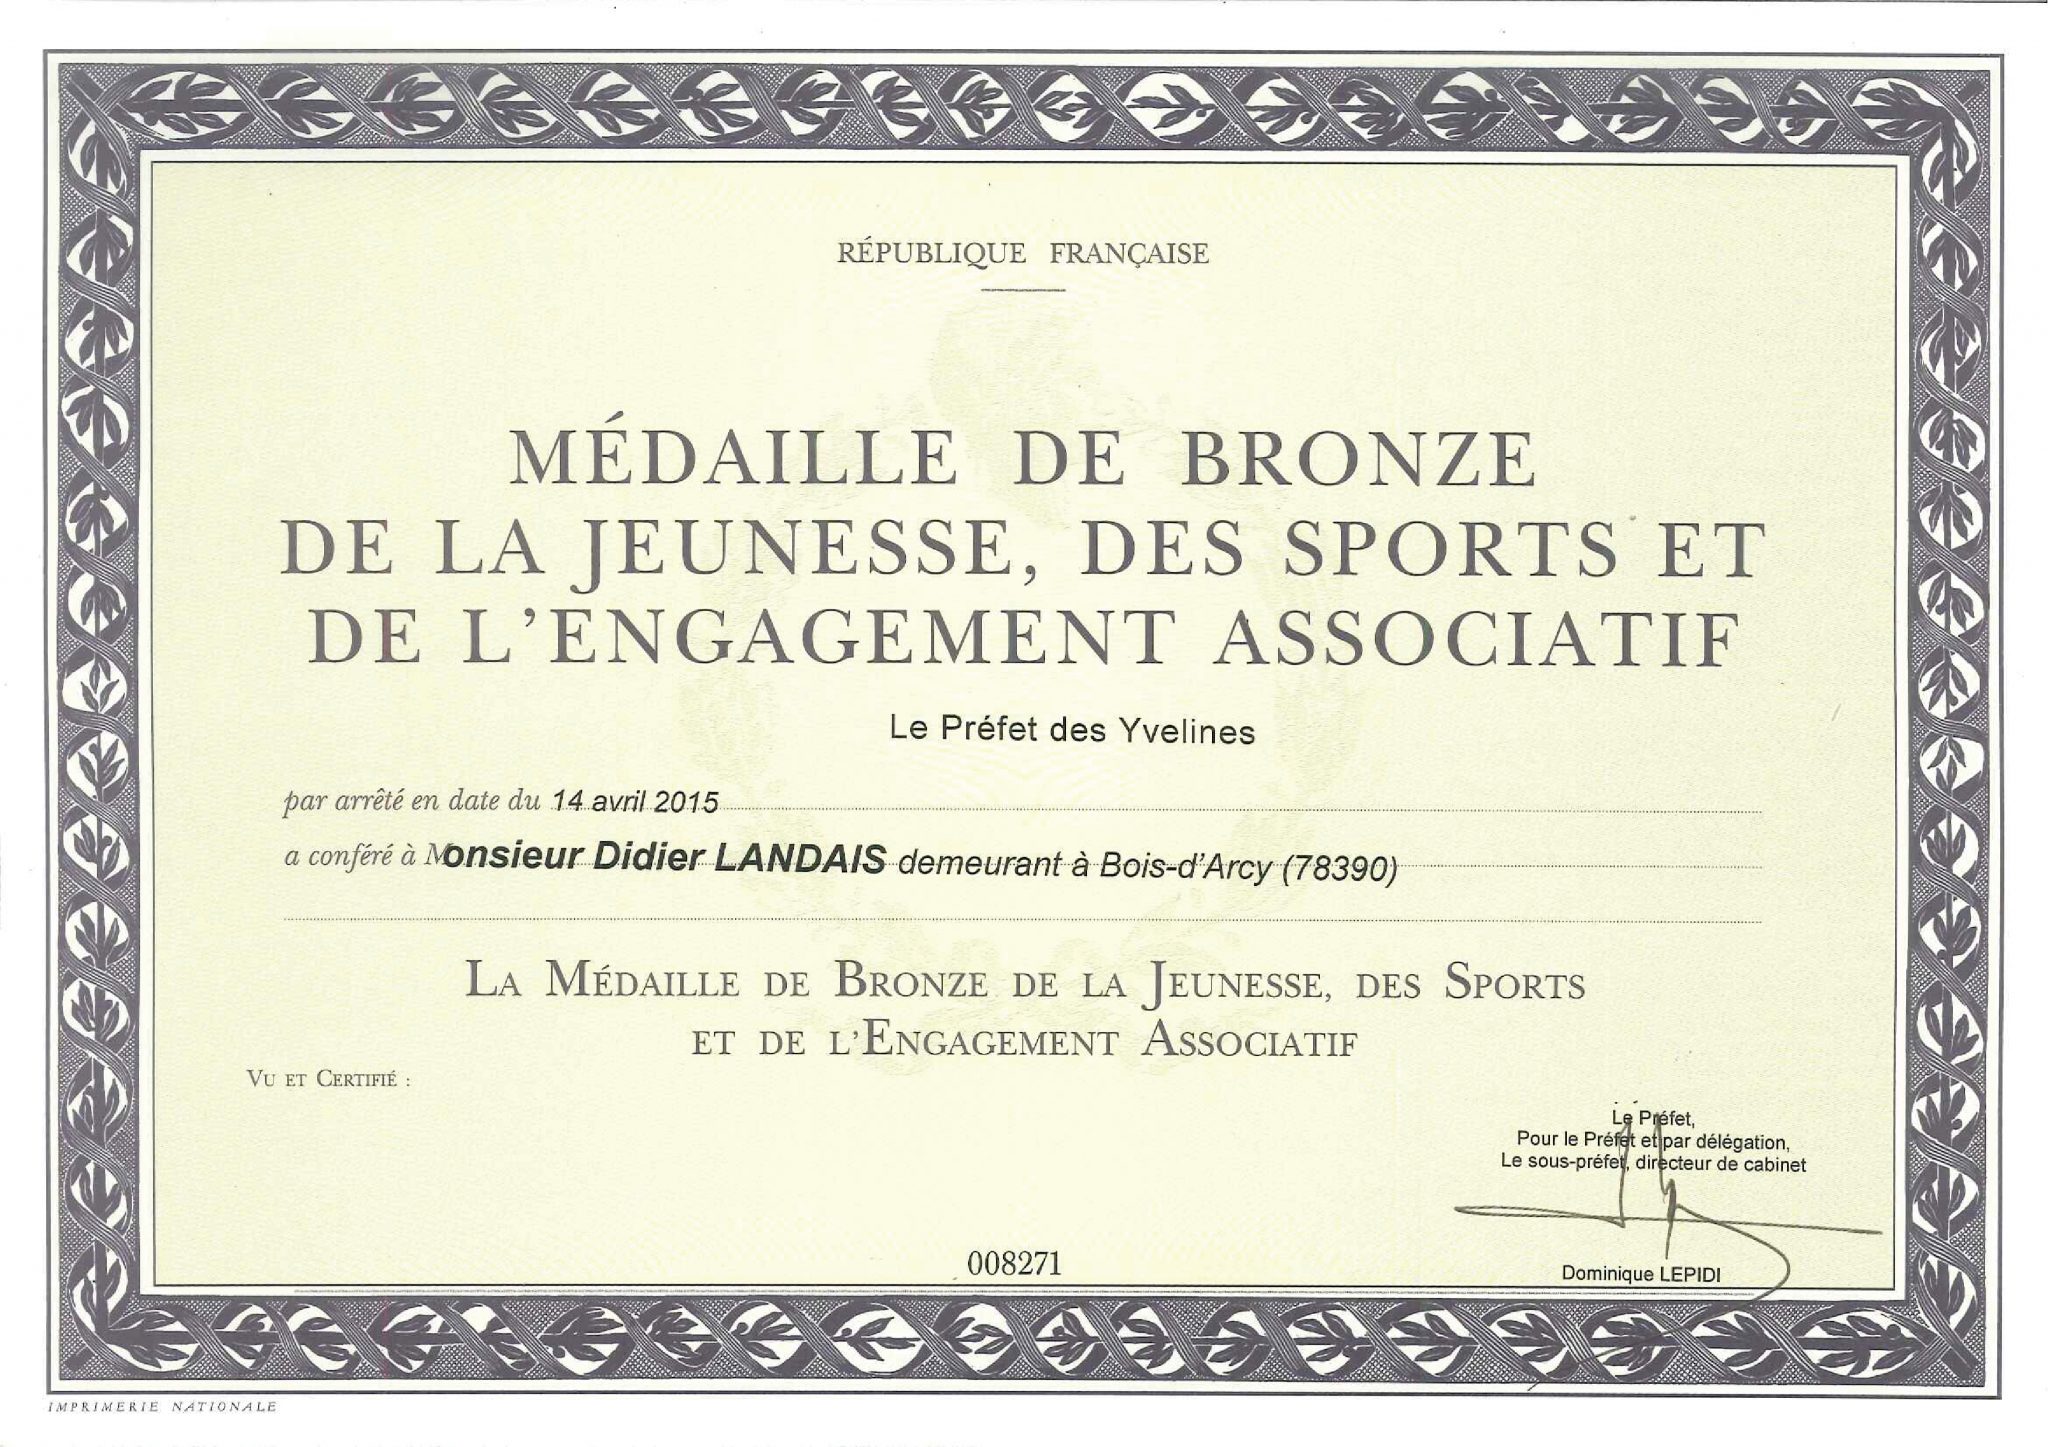 RÉPUBLIQUE FRANÇAISE
MÉDAILLE DE BRONZE
DE LA JEUNESSE, DES SPORTS ET
DE L'ENGAGEMENT ASSOCIATIF
Le Préfet des Yvelines
par arrêté en date du 14 avril 2015
a conféré à Monsieur Didier LANDAIS demeurant à Bois-d'Arcy (78390)
LA MÉDAILLE DE BRONZE DE LA JEUNESSE, DES SPORTS
ET DE L'ENGAGEMENT ASSOCIATIF
VU ET CERTIFIÉ :
Le Préfet,
Pour le Préfet et par délégation,
Le sous-préfet, directeur de cabinet
Dominique LEPIDI
008271
IMPRIMERIE NATIONALE